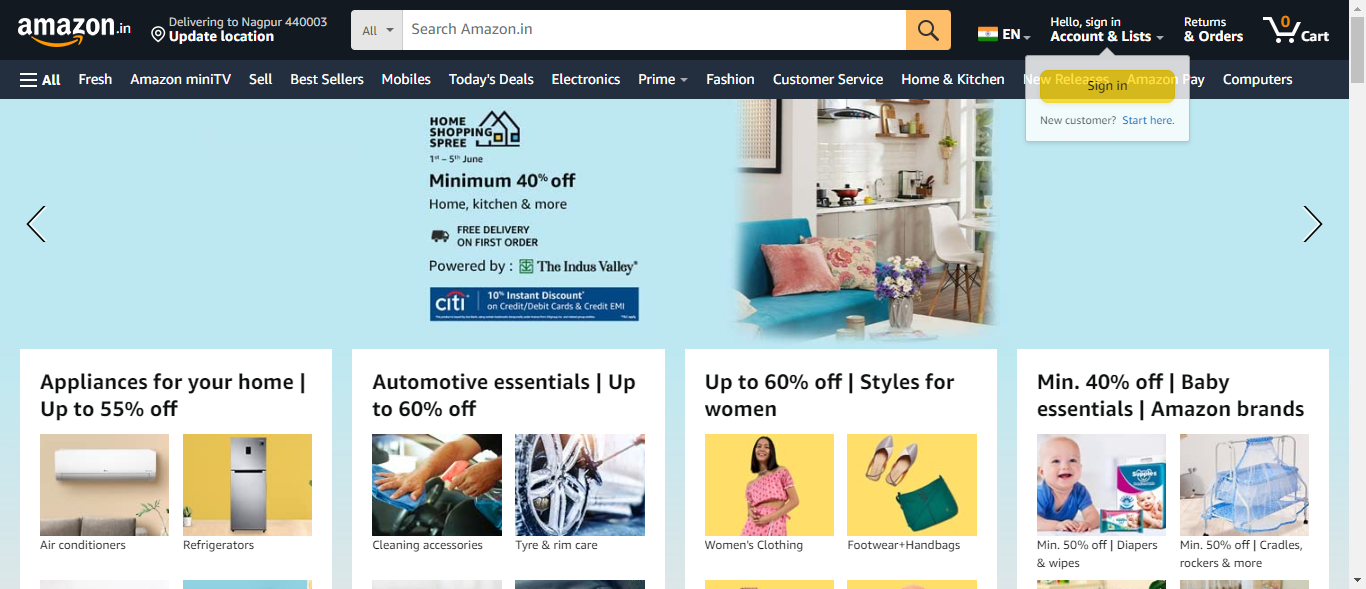 amazon.in
Delivering to Nagpur 440003
Update location
All
Search Amazon.in
EN
Hello, sign in
Account & Lists
Returns
& Orders
0
Cart
All
Fresh
Amazon miniTV
Sell
Best Sellers
Mobiles
Today's Deals
Electronics
Prime
Fashion
Customer Service
Home & Kitchen
New Releases
Amazon Pay
Computers
Sign in
New customer? Start here.
HOME
SHOPPING
SPREE
1st – 5th June
Minimum 40% off
Home, kitchen & more
FREE DELIVERY
ON FIRST ORDER
Powered by : The Indus Valley
citi
10% Instant Discount*
on Credit/Debit Cards & Credit EMI
Appliances for your home |
Up to 55% off
Automotive essentials | Up
to 60% off
Up to 60% off | Styles for
women
Min. 40% off | Baby
essentials | Amazon brands
Air conditioners
Refrigerators
Cleaning accessories
Tyre & rim care
Women's Clothing
Footwear+Handbags
Min. 50% off | Diapers
& wipes
Min. 50% off | Cradles,
rockers & more